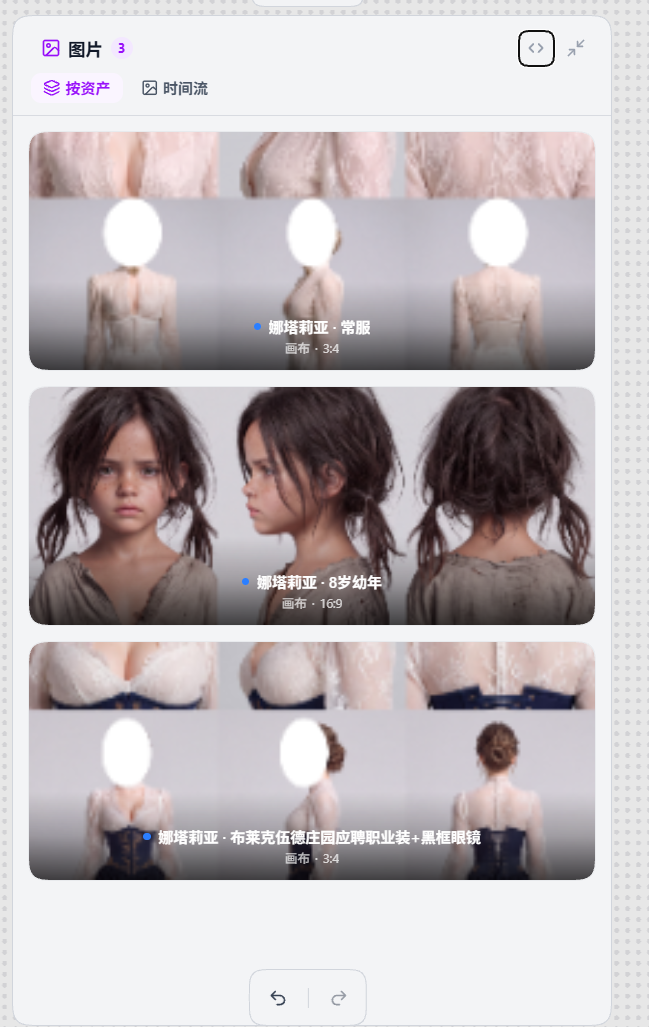 图片 3
按资产 时间流
娜塔莉亚 · 常服
画布 · 3:4
娜塔莉亚 · 8岁幼年
画布 · 16:9
娜塔莉亚 · 布莱克伍德庄园应聘职业装+黑框眼镜
画布 · 3:4